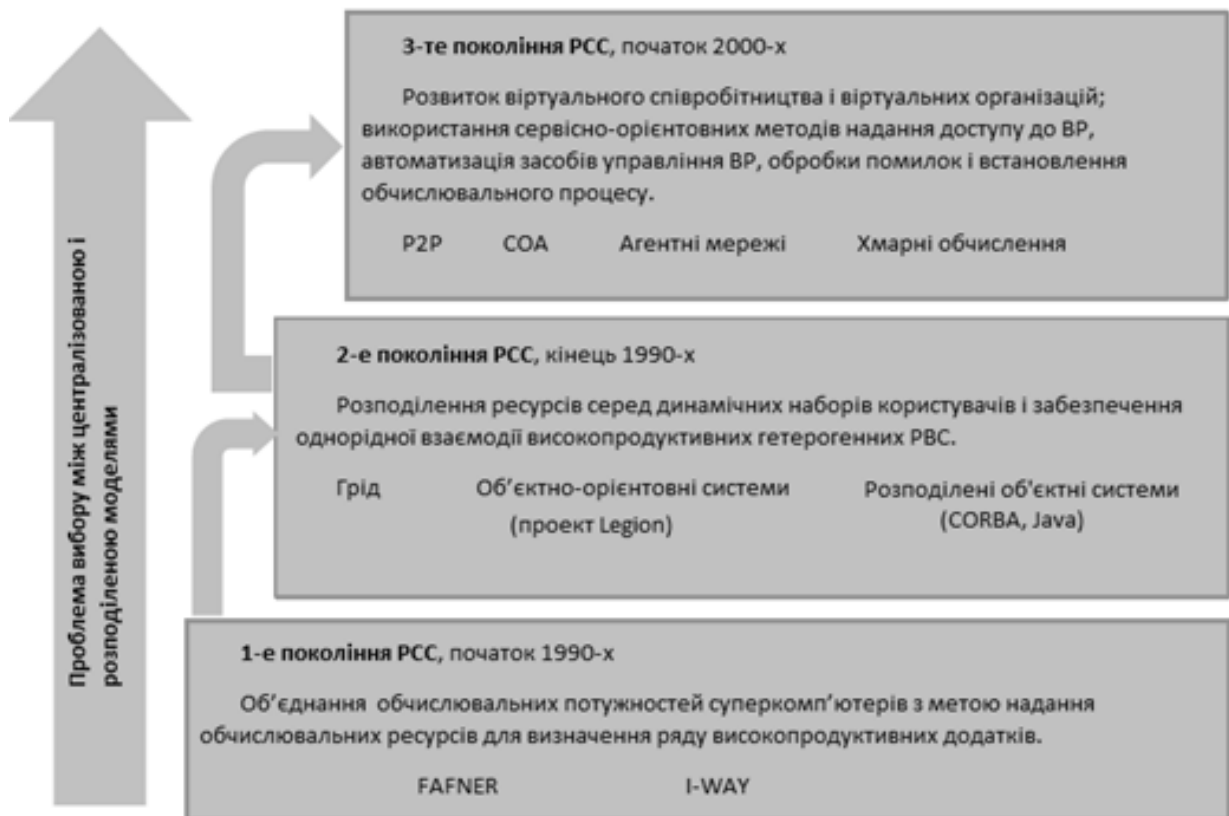 3-те покоління РСС, початок 2000-х
Розвиток віртуального співробітництва і віртуальних організацій;
використання сервісно-орієнтовних методів надання доступу до ВР,
автоматизація засобів управління ВР, обробки помилок і встановлення
обчислювального процесу.
P2P СОА Агентні мережі Хмарні обчислення
2-е покоління РСС, кінець 1990-х
Розподілення ресурсів серед динамічних наборів користувачів і забезпечення
однорідної взаємодії високопродуктивних гетерогенних РВС.
Грід Об’єктно-орієнтовні системи Розподілені об'єктні системи
(проект Legion) (CORBA, Java)
1-е покоління РСС, початок 1990-х
Об’єднання обчислювальних потужностей суперкомп’ютерів з метою надання
обчислювальних ресурсів для визначення ряду високопродуктивних додатків.
FAFNER I-WAY
Проблема вибору між централізованою і
розподіленою моделями